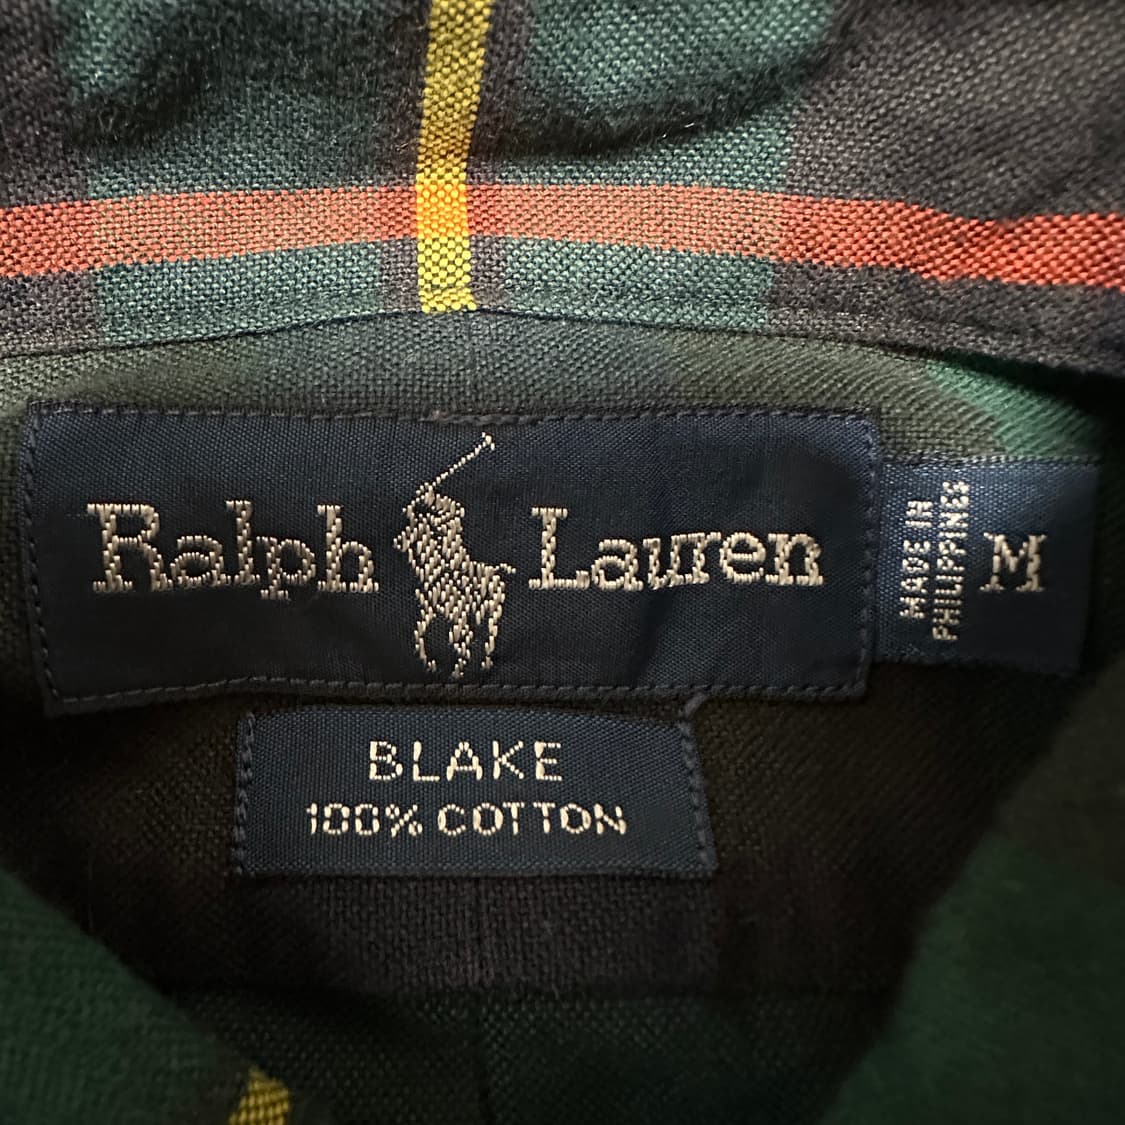 Ralph Lauren
MADE IN
PHILIPPINES
M
BLAKE
100% COTTON